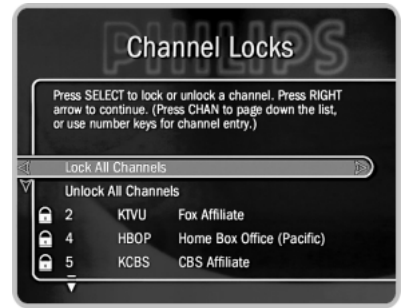 PHILIPS
Channel Locks
Press SELECT to lock or unlock a channel. Press RIGHT
arrow to continue. (Press CHAN to page down the list,
or use number keys for channel entry.)
Lock All Channels
Unlock All Channels
2 KTVU Fox Affiliate
4 HBOP Home Box Office (Pacific)
5 KCBS CBS Affiliate